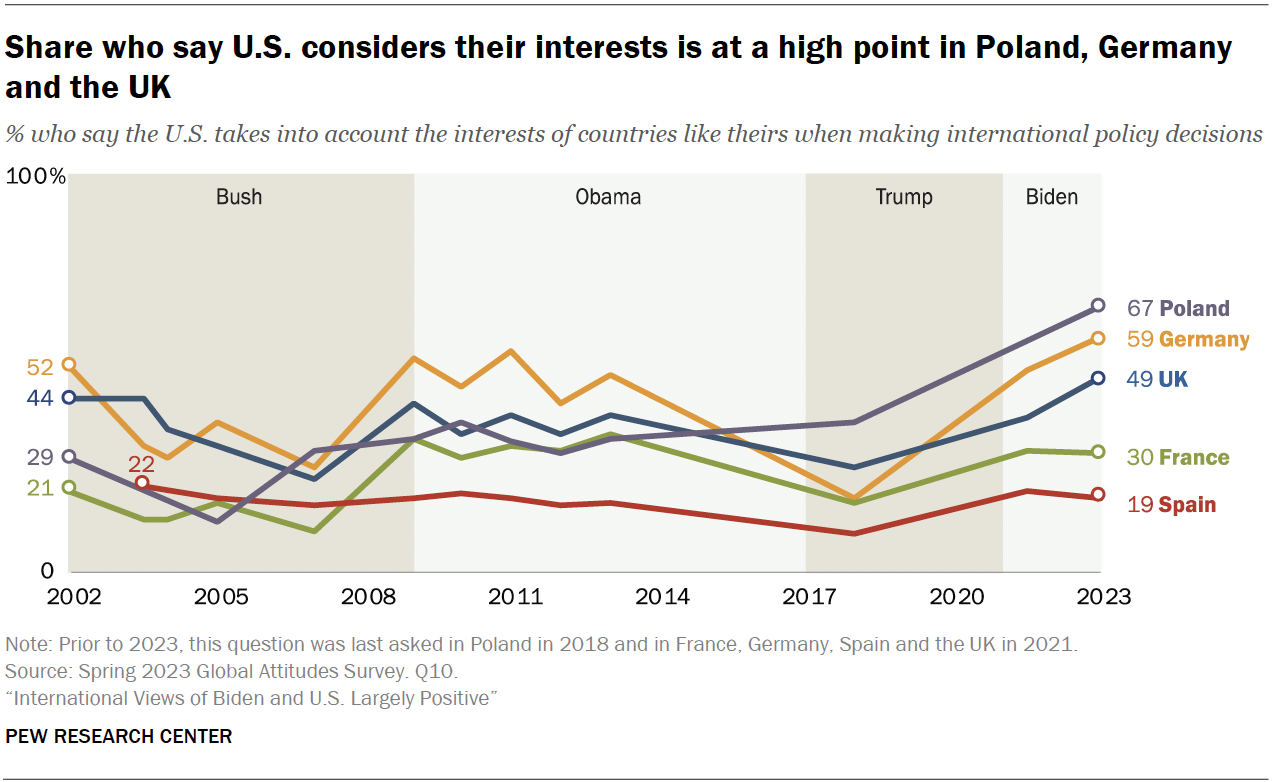 Share who say U.S. considers their interests is at a high point in Poland, Germany
and the UK
% who say the U.S. takes into account the interests of countries like theirs when making international policy decisions
100%
Bush
Obama
Trump
Biden
67 Poland
52
59 Germany
44
49 UK
29
22
30 France
21
19 Spain
0
2002
2005
2008
2011
2014
2017
2020
2023
Note: Prior to 2023, this question was last asked in Poland in 2018 and in France, Germany, Spain and the UK in 2021.
Source: Spring 2023 Global Attitudes Survey. Q10.
“International Views of Biden and U.S. Largely Positive”
PEW RESEARCH CENTER